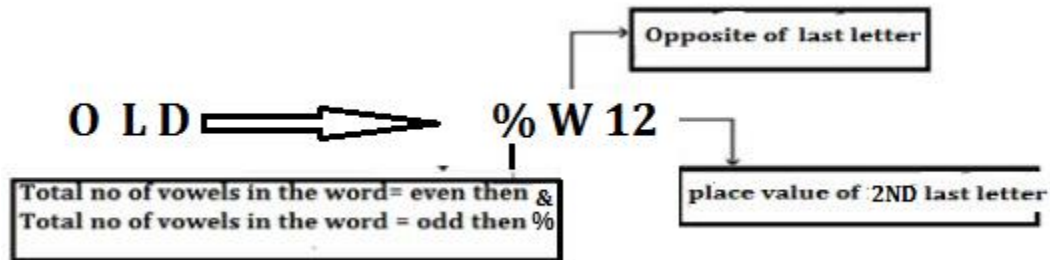 Opposite of last letter
O L D % W 12
Total no of vowels in the word= even then &
Total no of vowels in the word = odd then %
place value of 2ND last letter